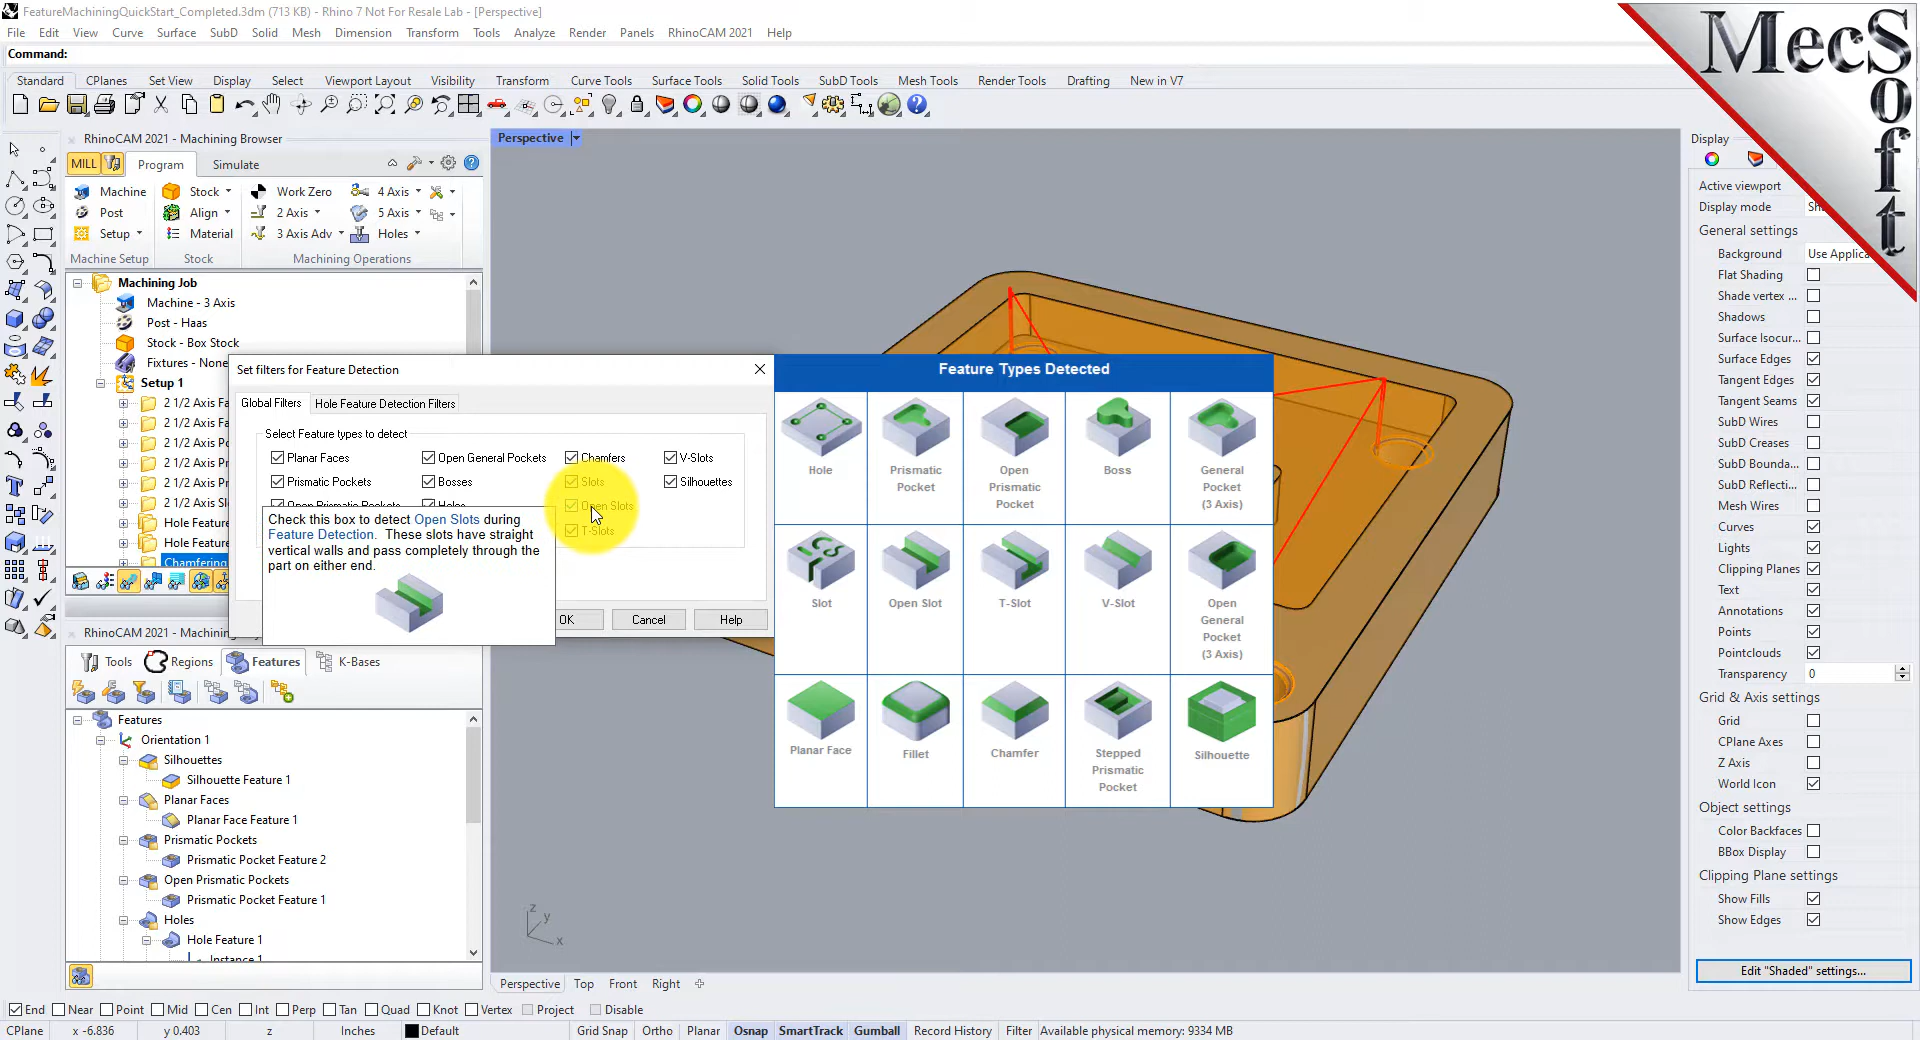 FeatureMachiningQuickStart_Completed.3dm (713 KB) - Rhino 7 Not For Resale Lab - [Perspective]
File Edit View Curve Surface SubD Solid Mesh Dimension Transform Tools Analyze Render Panels RhinoCAM 2021 Help
Command:
Standard CPlanes Set View Display Select Viewport Layout Visibility Transform Curve Tools Surface Tools Solid Tools SubD Tools Mesh Tools Render Tools Drafting New in V7
MecSoft
RhinoCAM 2021 - Machining Browser
MILL Program Simulate
Machine Stock Work Zero 4 Axis
Post Align 2 Axis 5 Axis
Setup Material 3 Axis Adv Holes
Machine Setup Stock Machining Operations
Machining Job
Machine - 3 Axis
Post - Haas
Stock - Box Stock
Fixtures - None
Setup 1
2 1/2 Axis Fa
2 1/2 Axis Fa
2 1/2 Axis Po
2 1/2 Axis Pr
2 1/2 Axis Pr
2 1/2 Axis Slo
Hole Feature
Hole Feature
Chamfering
Set filters for Feature Detection
Global Filters Hole Feature Detection Filters
Select Feature types to detect
Planar Faces Open General Pockets Chamfers V-Slots
Prismatic Pockets Bosses Slots Silhouettes
Open Prismatic Pockets Holes Open Slots
T-Slots
Check this box to detect Open Slots during
Feature Detection. These slots have straight
vertical walls and pass completely through the
part on either end.
OK Cancel Help
Feature Types Detected
Hole
Prismatic
Pocket
Open
Prismatic
Pocket
Boss
General
Pocket
(3 Axis)
Slot
Open Slot
T-Slot
V-Slot
Open
General
Pocket
(3 Axis)
Planar Face
Fillet
Chamfer
Stepped
Prismatic
Pocket
Silhouette
RhinoCAM 2021 - Machining
Tools Regions Features K-Bases
Features
Orientation 1
Silhouettes
Silhouette Feature 1
Planar Faces
Planar Face Feature 1
Prismatic Pockets
Prismatic Pocket Feature 2
Open Prismatic Pockets
Prismatic Pocket Feature 1
Holes
Hole Feature 1
Instance 1
Perspective
z
y
x
Perspective Top Front Right
Display
Active viewport
Display mode
General settings
Background Use Applica
Flat Shading
Shade vertex ...
Shadows
Surface Isocur...
Surface Edges
Tangent Edges
Tangent Seams
SubD Wires
SubD Creases
SubD Bounda...
SubD Reflecti...
Mesh Wires
Curves
Lights
Clipping Planes
Text
Annotations
Points
Pointclouds
Transparency 0
Grid & Axis settings
Grid
CPlane Axes
Z Axis
World Icon
Object settings
Color Backfaces
BBox Display
Clipping Plane settings
Show Fills
Show Edges
Edit "Shaded" settings...
End Near Point Mid Cen Int Perp Tan Quad Knot Vertex Project Disable
CPlane x -6.836 y 0.403 z Inches Default Grid Snap Ortho Planar Osnap SmartTrack Gumball Record History Filter Available physical memory: 9334 MB